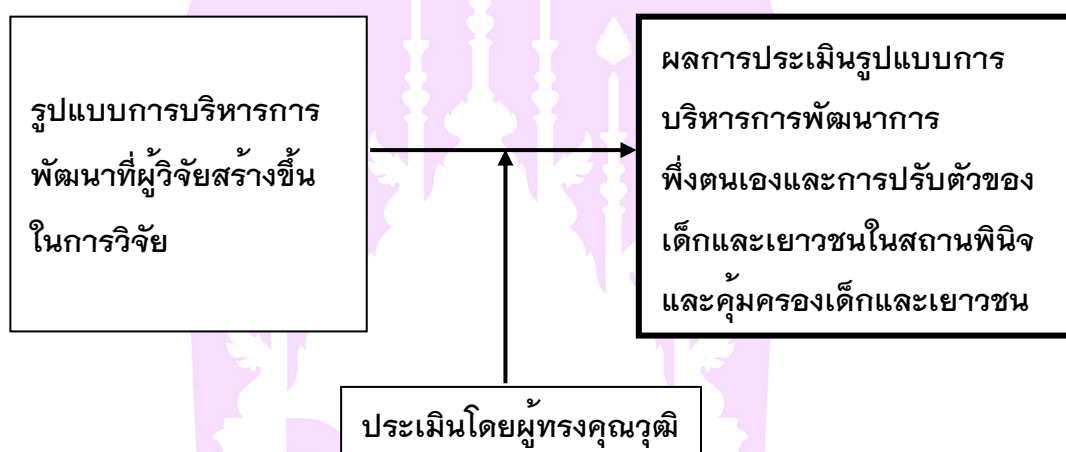 รูปแบบการบริหารการ
พัฒนาที่ผู้วิจัยสร้างขึ้น
ในการวิจัย
ผลการประเมินรูปแบบการ
บริหารการพัฒนาการ
พึ่งตนเองและการปรับตัวของ
เด็กและเยาวชนในสถานพินิจ
และคุ้มครองเด็กและเยาวชน
ประเมินโดยผู้ทรงคุณวุฒิ